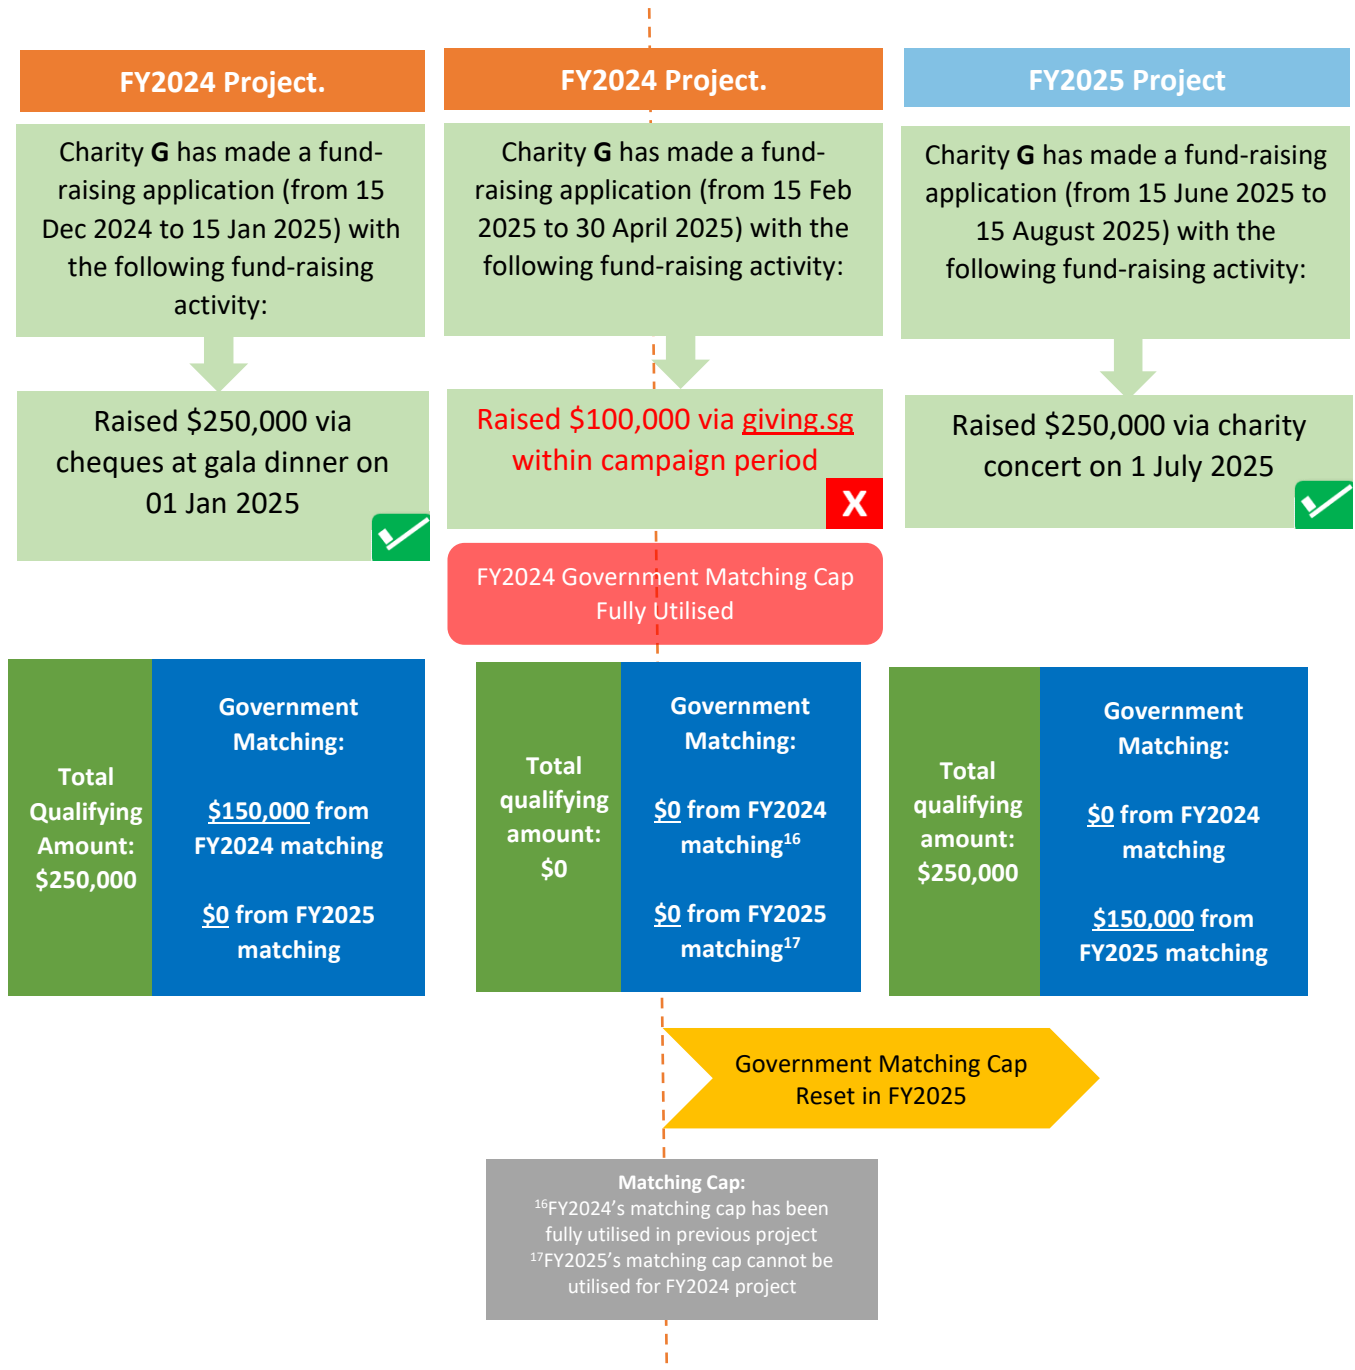 FY2024 Project.
Charity G has made a fund-
raising application (from 15
Dec 2024 to 15 Jan 2025) with
the following fund-raising
activity:
Raised $250,000 via
cheques at gala dinner on
01 Jan 2025
Total
Qualifying
Amount:
$250,000
Government
Matching:
$150,000 from
FY2024 matching
$0 from FY2025
matching
FY2024 Project.
Charity G has made a fund-
raising application (from 15 Feb
2025 to 30 April 2025) with the
following fund-raising activity:
Raised $100,000 via giving.sg
within campaign period
X
FY2024 Government Matching Cap
Fully Utilised
Total
qualifying
amount:
$0
Government
Matching:
$0 from FY2024
matching¹⁶
$0 from FY2025
matching¹⁷
FY2025 Project
Charity G has made a fund-raising
application (from 15 June 2025 to
15 August 2025) with the
following fund-raising activity:
Raised $250,000 via charity
concert on 1 July 2025
Total
qualifying
amount:
$250,000
Government
Matching:
$0 from FY2024
matching
$150,000 from
FY2025 matching
Government Matching Cap
Reset in FY2025
Matching Cap:
¹⁶FY2024’s matching cap has been
fully utilised in previous project
¹⁷FY2025’s matching cap cannot be
utilised for FY2024 project